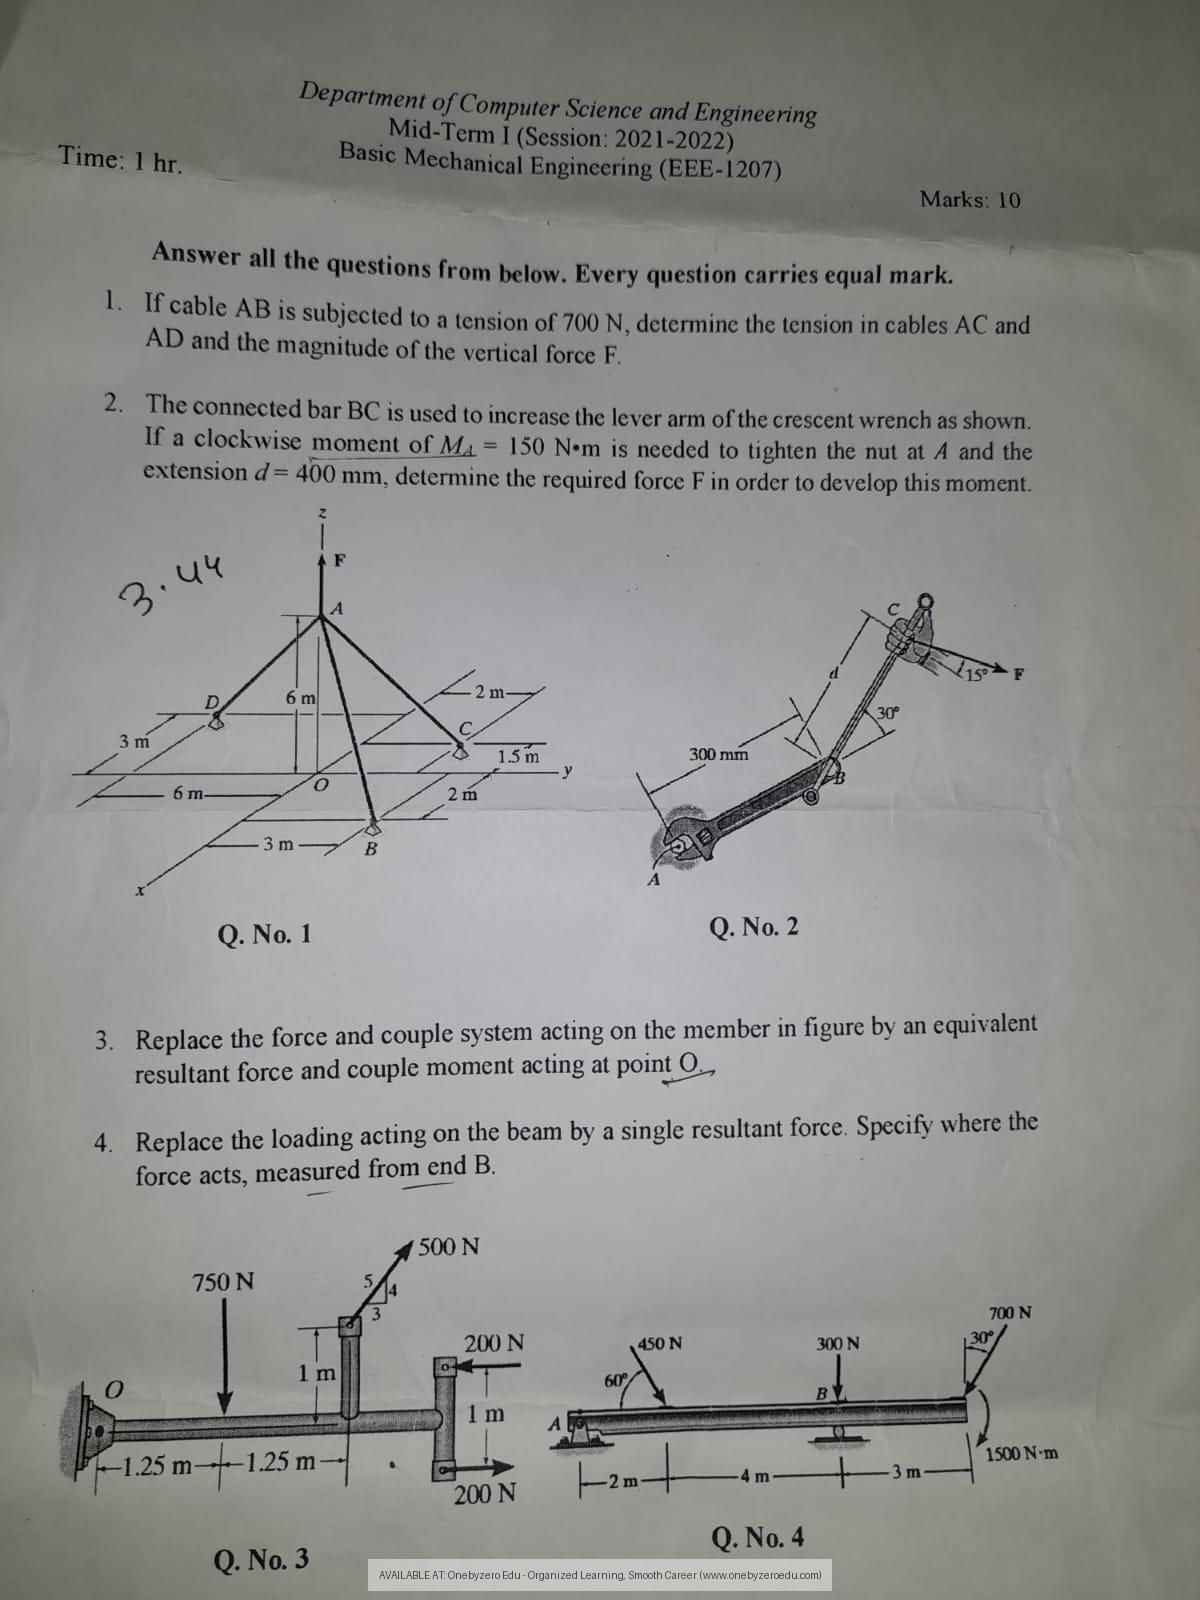 Department of Computer Science and Engineering
Mid-Term I (Session: 2021-2022)
Time: 1 hr.
Basic Mechanical Engineering (EEE-1207)
Marks: 10
Answer all the questions from below. Every question carries equal mark.
1. If cable AB is subjected to a tension of 700 N, determine the tension in cables AC and
AD and the magnitude of the vertical force F.
2. The connected bar BC is used to increase the lever arm of the crescent wrench as shown.
If a clockwise moment of MA = 150 N•m is needed to tighten the nut at A and the
extension d = 400 mm, determine the required force F in order to develop this moment.
z
F
3.44
A
C
D
6 m
2 m
d
15°
F
30°
3 m
C
1.5 m
300 mm
y
O
B
6 m
2 m
3 m
B
A
x
Q. No. 1
Q. No. 2
3. Replace the force and couple system acting on the member in figure by an equivalent
resultant force and couple moment acting at point O.
4. Replace the loading acting on the beam by a single resultant force. Specify where the
force acts, measured from end B.
500 N
750 N
5
4
3
200 N
450 N
300 N
700 N
30°
1 m
60°
O
B
1 m
A
1.25 m
1.25 m
1500 N·m
2 m
4 m
3 m
200 N
Q. No. 3
Q. No. 4
AVAILABLE AT: Onebyzero Edu - Organized Learning, Smooth Career (www.onebyzeroedu.com)